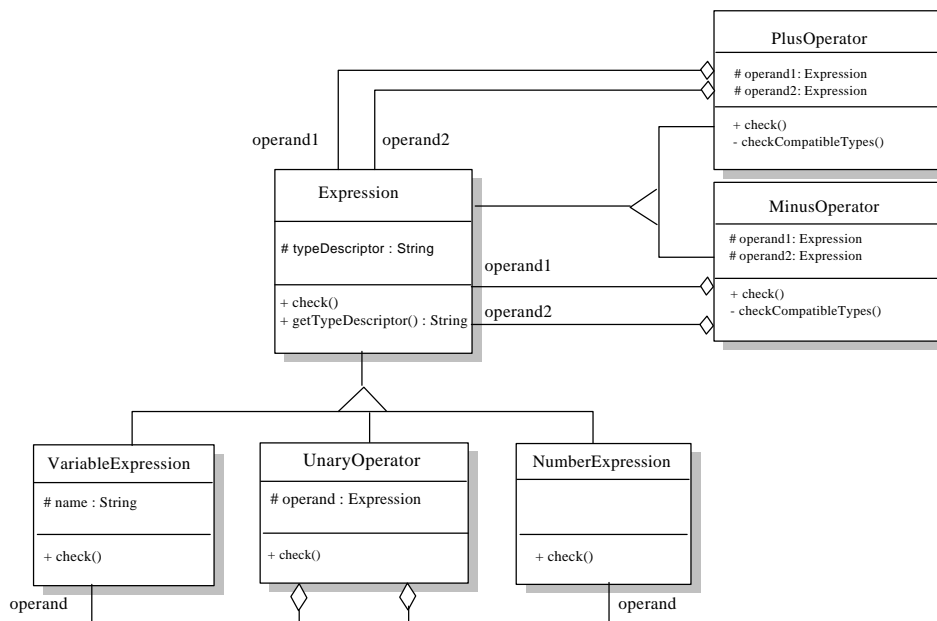 PlusOperator
# operand1: Expression
# operand2: Expression
+ check()
- checkCompatibleTypes()
operand1
operand2
Expression
# typeDescriptor : String
+ check()
+ getTypeDescriptor() : String
MinusOperator
# operand1: Expression
# operand2: Expression
+ check()
- checkCompatibleTypes()
operand1
operand2
VariableExpression
# name : String
+ check()
UnaryOperator
# operand : Expression
+ check()
NumberExpression
+ check()
operand
operand